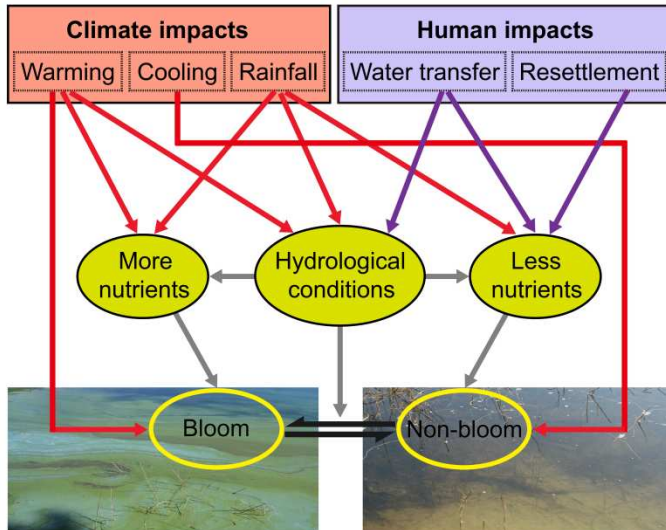 Climate impacts
Warming Cooling Rainfall
Human impacts
Water transfer Resettlement
More
nutrients
Hydrological
conditions
Less
nutrients
Bloom
Non-bloom